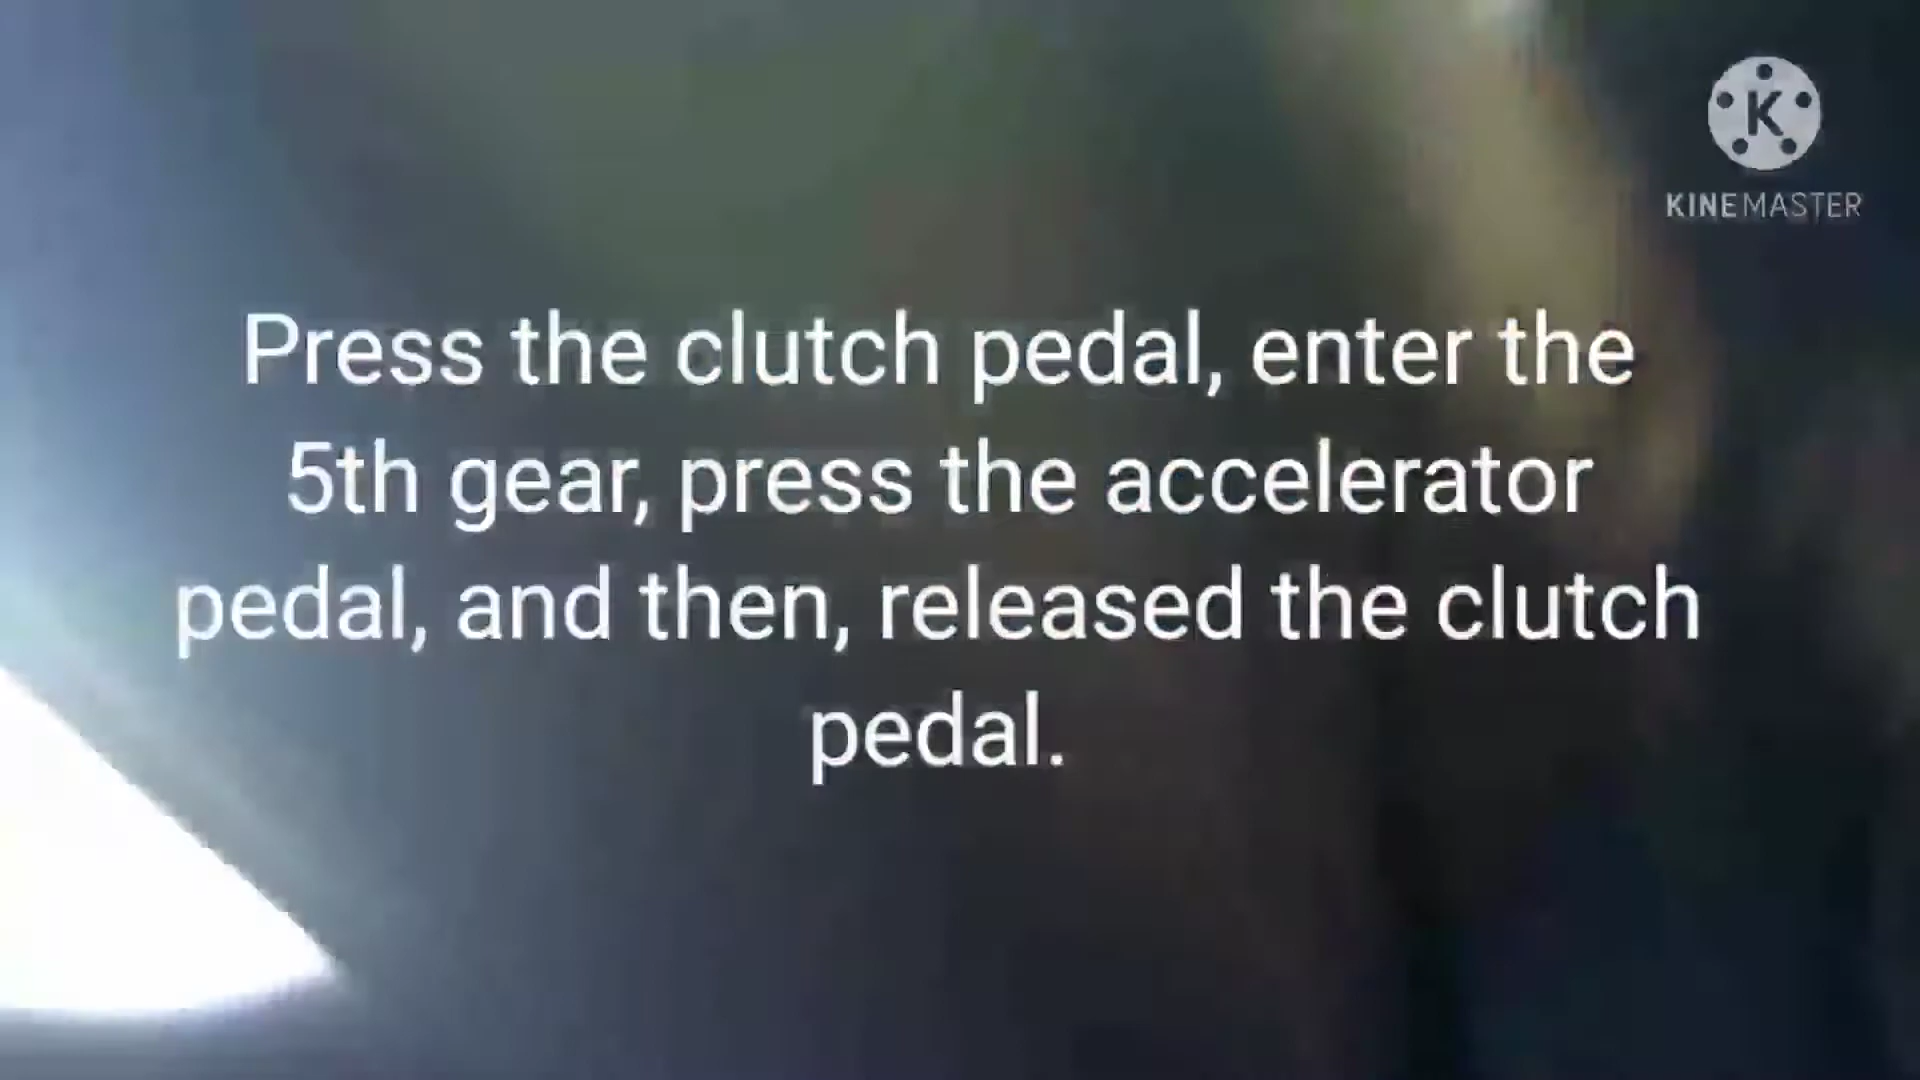 K
KINEMASTER
Press the clutch pedal, enter the
5th gear, press the accelerator
pedal, and then, released the clutch
pedal.